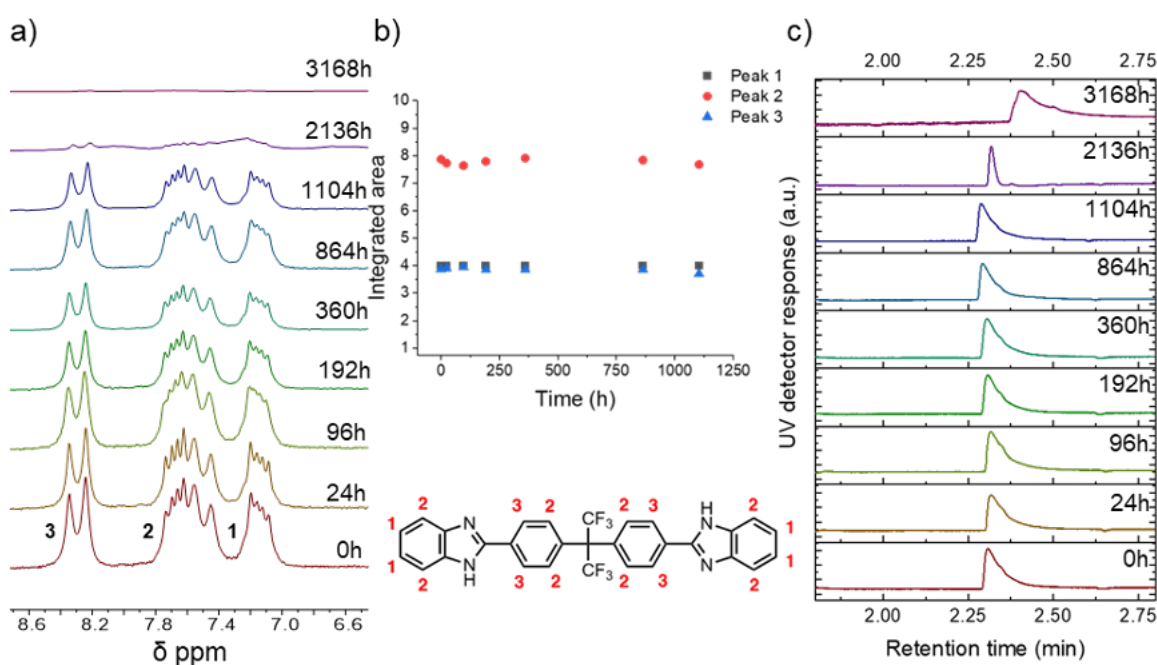 a)
3168h
2136h
1104h
864h
360h
192h
96h
24h
3 2 1
0h
8.6 8.2 7.8 7.4 7.0 6.6
δ ppm
b)
Peak 1
Peak 2
Peak 3
10
9
8
7
6
5
4
3
2
1
Integrated area
0 250 500 750 1000 1250
Time (h)
2 3 2 CF3 2 3 NH 2
1 N 1
1 N H CF3 N 1
2 3 2 2 3 2
c)
2.00 2.25 2.50 2.75
3168h
2136h
1104h
864h
360h
192h
96h
24h
0h
UV detector response (a.u.)
2.00 2.25 2.50 2.75
Retention time (min)